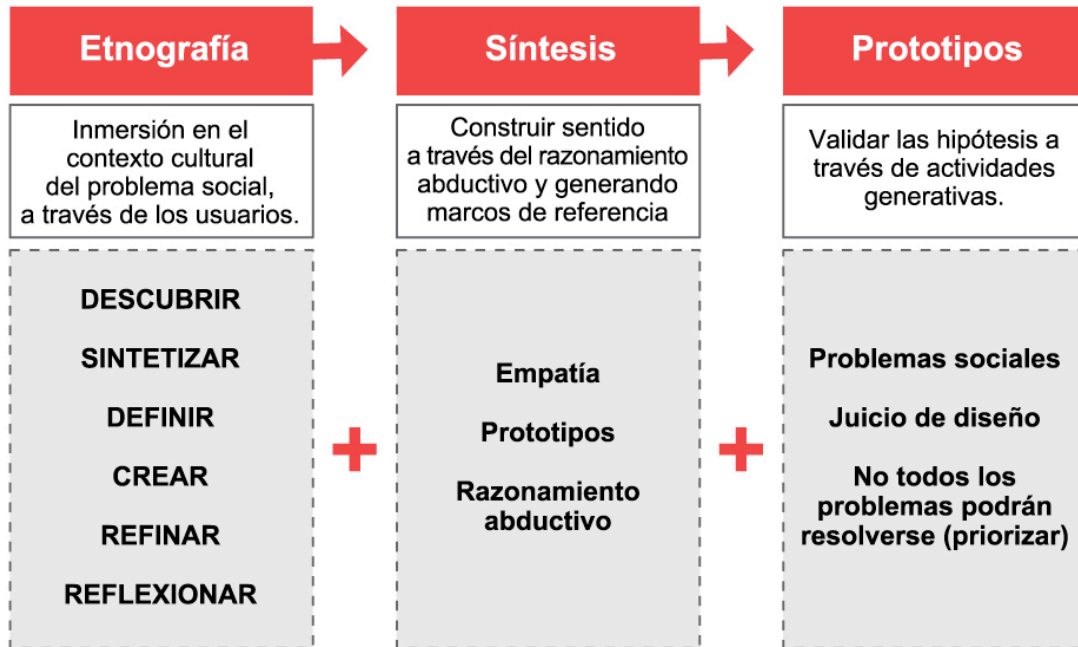 Etnografía
Inmersión en el
contexto cultural
del problema social,
a través de los usuarios.
DESCUBRIR
SINTETIZAR
DEFINIR
CREAR
REFINAR
REFLEXIONAR
+
Síntesis
Construir sentido
a través del razonamiento
abductivo y generando
marcos de referencia
Empatía
Prototipos
Razonamiento
abductivo
+
Prototipos
Validar las hipótesis a
través de actividades
generativas.
Problemas sociales
Juicio de diseño
No todos los
problemas podrán
resolverse (priorizar)